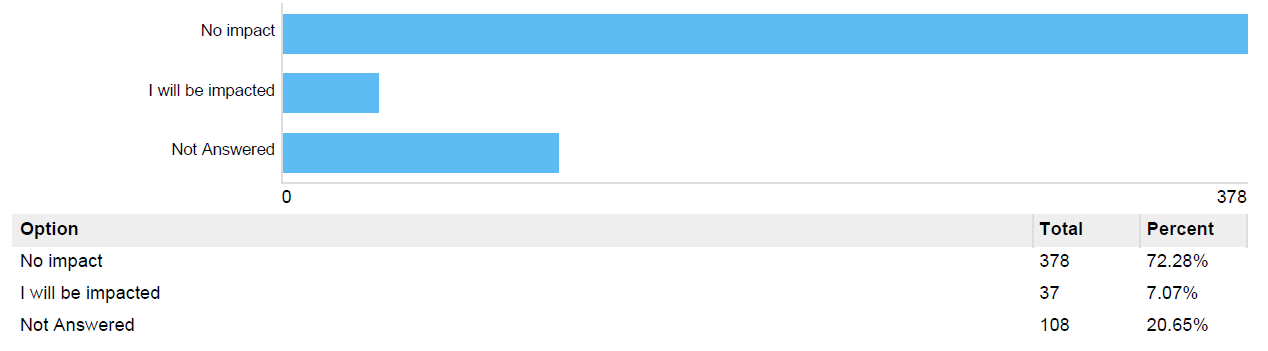 No impact
I will be impacted
Not Answered
0 378
Option Total Percent
No impact 378 72.28%
I will be impacted 37 7.07%
Not Answered 108 20.65%